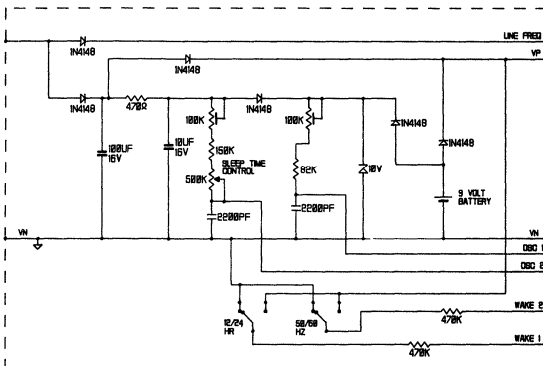 LINE FREQ
1N4148
VP
1N4148
1N4148
470Ω
1N4148
100K
100K
1N4148
1N4148
100UF
16V
10UF
16V
150K
SLEEP TIME
CONTROL
500K
82K
10V
9 VOLT
BATTERY
2200PF
2200PF
VN
VN
OSC 1
OSC 2
WAKE 2
12/24
HR
50/60
HZ
470K
WAKE 1
470K